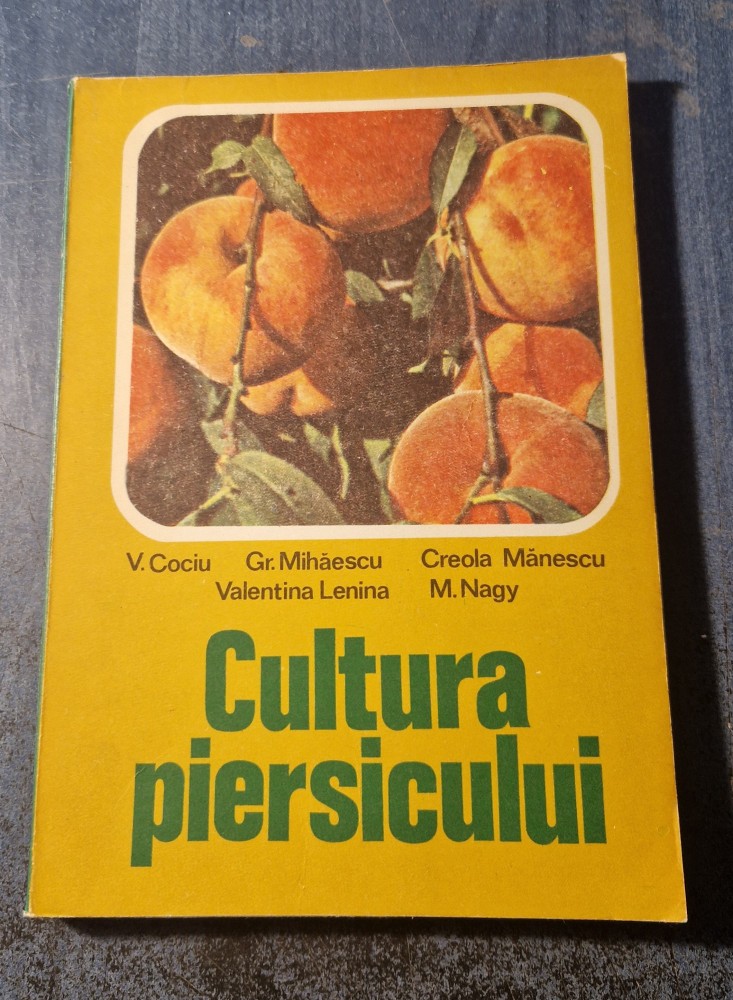 V. Cociu Gr. Mihăescu Creola Mănescu
Valentina Lenina M. Nagy
Cultura
piersicului